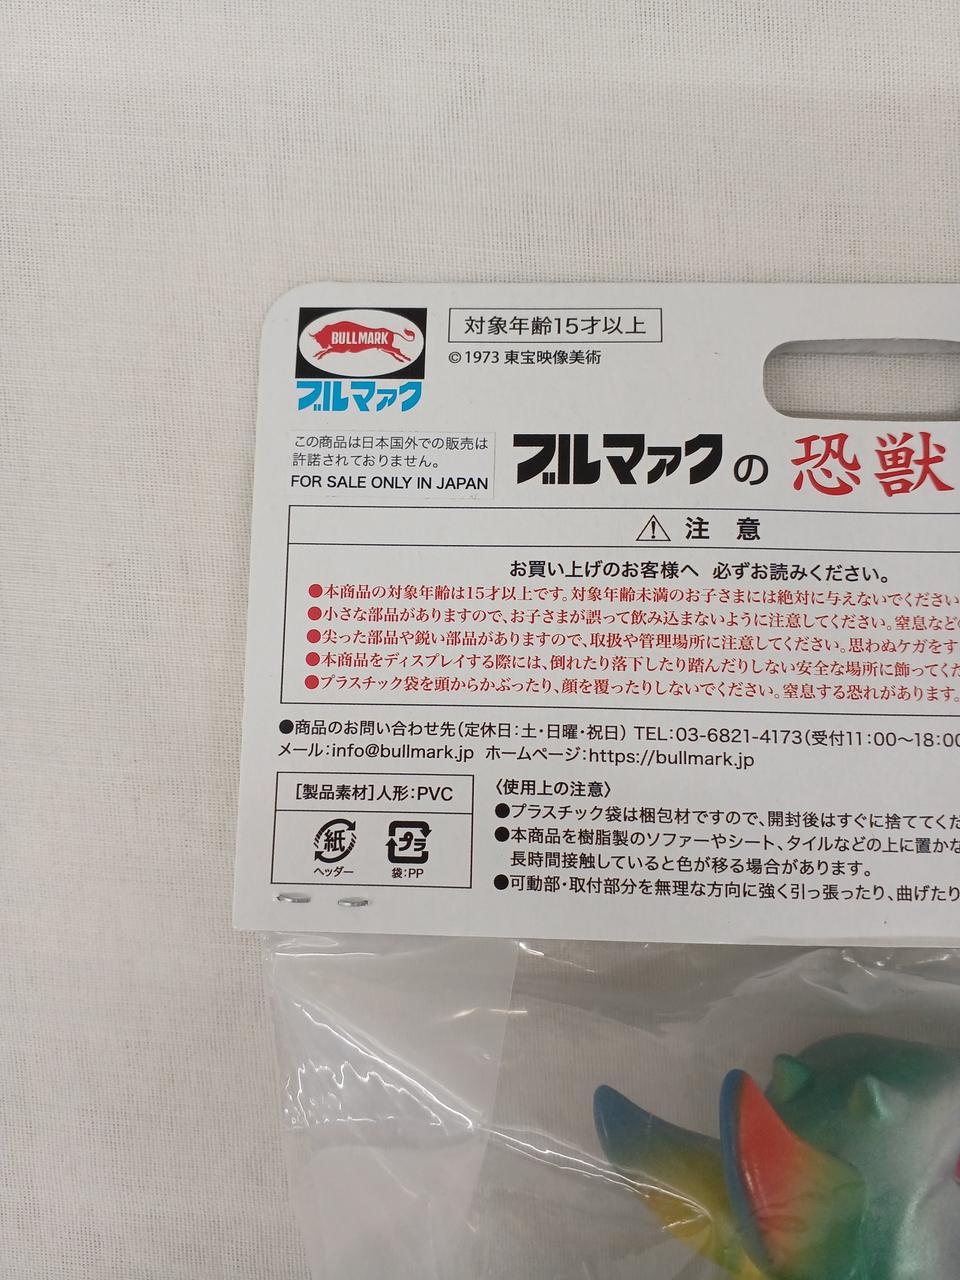 BULLMARK
ブルマァク
対象年齢15才以上
©1973 東宝映像美術
この商品は日本国外での販売は
許諾されておりません。
FOR SALE ONLY IN JAPAN
ブルマァクの 恐獣
注 意
お買い上げのお客様へ 必ずお読みください。
●本商品の対象年齢は15才以上です。対象年齢未満のお子さまには絶対に与えないでください
●小さな部品がありますので、お子さまが誤って飲み込まないように注意してください。窒息など
●尖った部品や鋭い部品がありますので、取扱や管理場所に注意してください。思わぬケガをす
●本商品をディスプレイする際には、倒れたり落下したり踏んだりしない安全な場所に飾ってくだ
●プラスチック袋を頭からかぶったり、顔を覆ったりしないでください。窒息する恐れがあります。
●商品のお問い合わせ先(定休日:土・日曜・祝日) TEL:03-6821-4173(受付11:00〜18:00
メール:info@bullmark.jp ホームページ:https://bullmark.jp
[製品素材]人形:PVC
紙 プラ
ヘッダー 袋:PP
〈使用上の注意〉
●プラスチック袋は梱包材ですので、開封後はすぐに捨ててくだ
●本商品を樹脂製のソファーやシート、タイルなどの上に置かな
長時間接触していると色が移る場合があります。
●可動部・取付部分を無理な方向に強く引っ張ったり、曲げたり